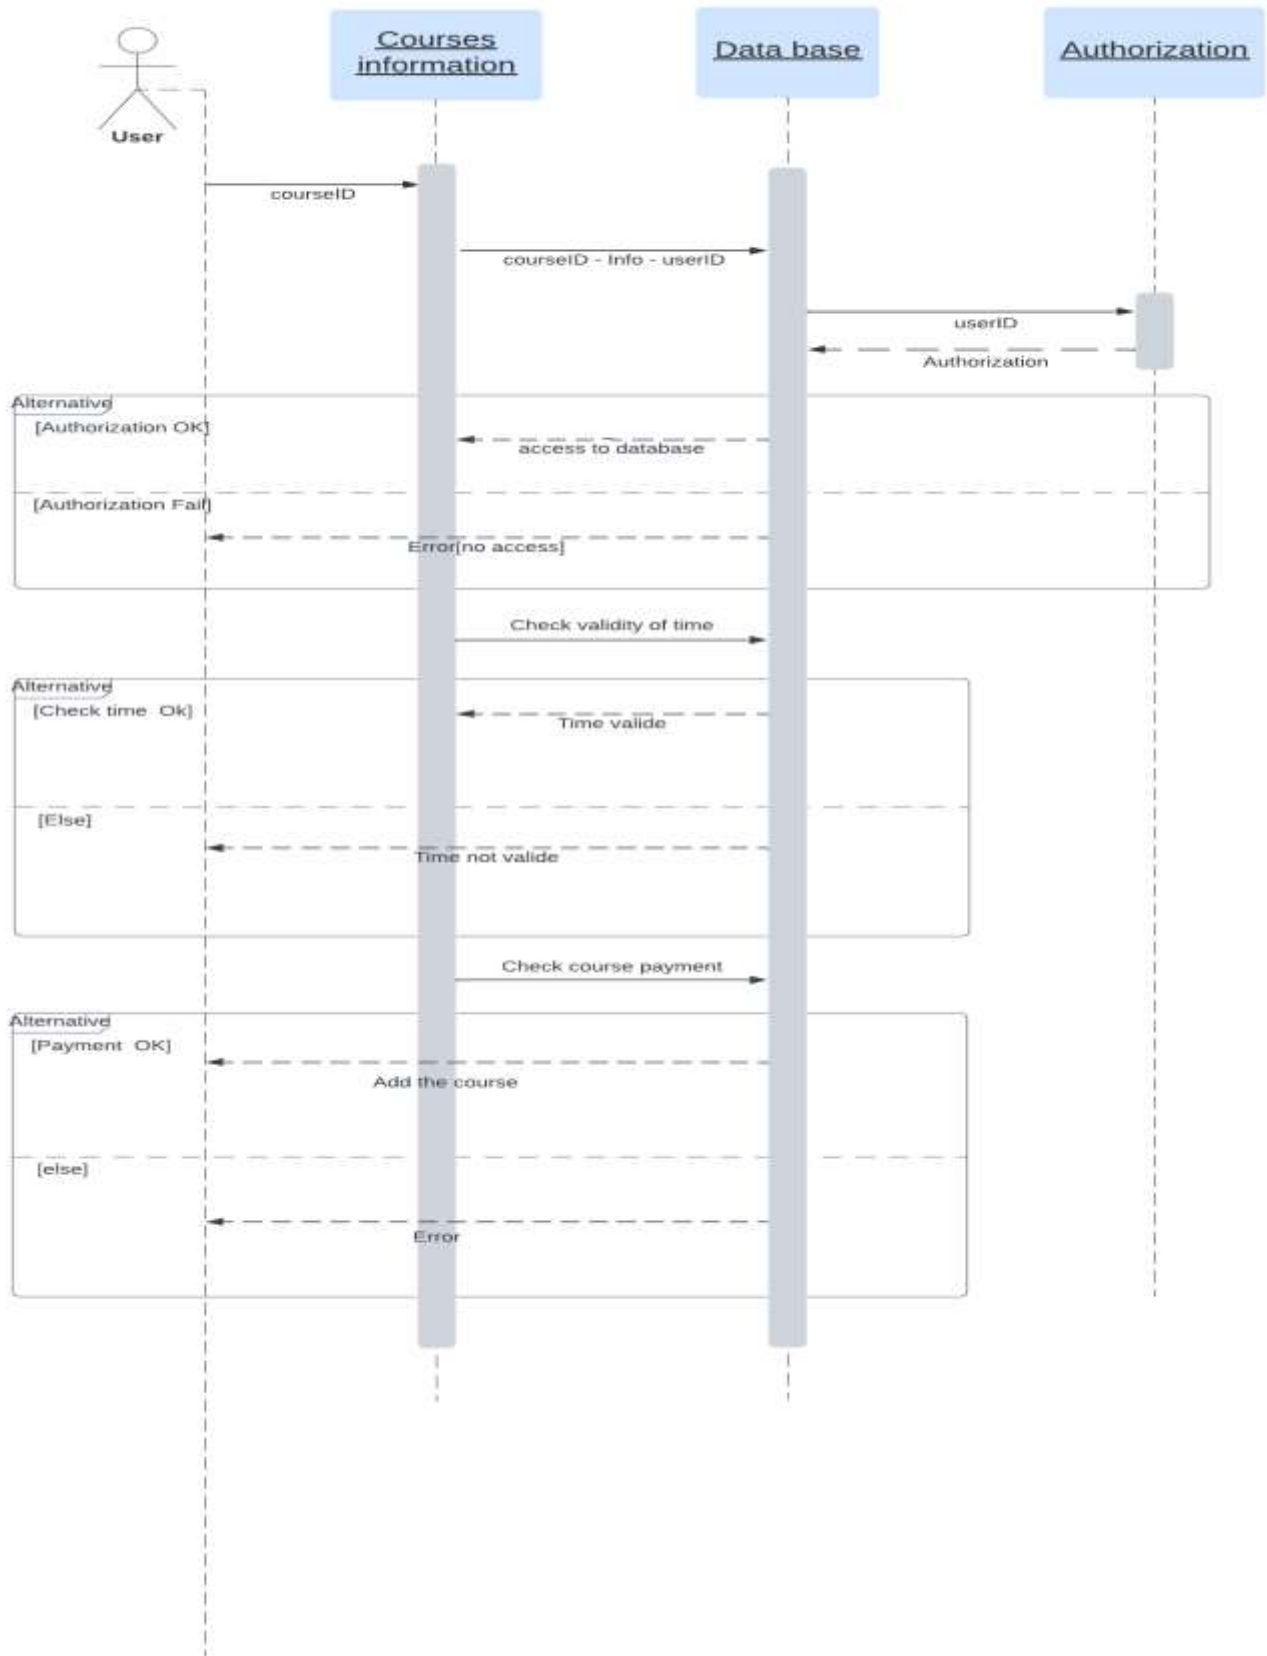 Courses
information
Data base
Authorization
User
courseID
courseID - Info - userID
userID
Authorization
Alternative
[Authorization OK]
access to database
[Authorization Fail]
Error[no access]
Check validity of time
Alternative
[Check time  Ok]
Time valide
[Else]
Time not valide
Check course payment
Alternative
[Payment  OK]
Add the course
[else]
Error